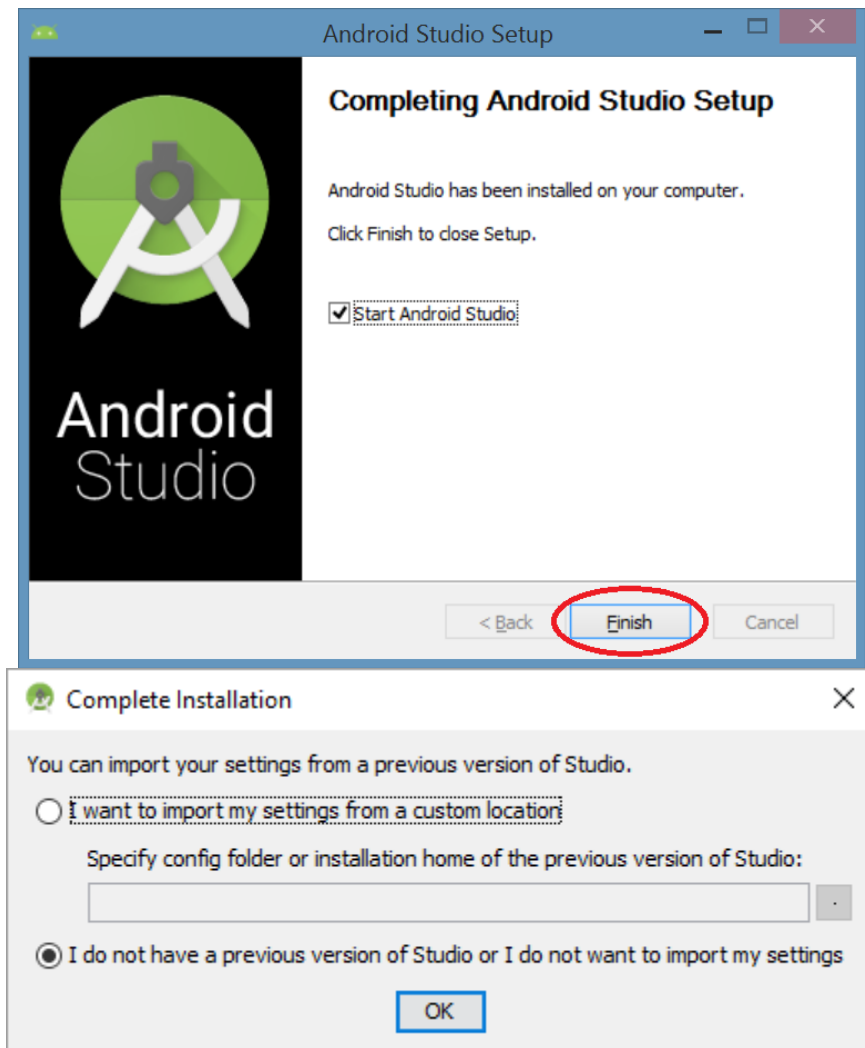 Android Studio Setup
Completing Android Studio Setup
Android Studio has been installed on your computer.
Click Finish to close Setup.
Start Android Studio
Android
Studio
< Back
Finish
Cancel
Complete Installation
You can import your settings from a previous version of Studio.
I want to import my settings from a custom location
Specify config folder or installation home of the previous version of Studio:
.
I do not have a previous version of Studio or I do not want to import my settings
OK